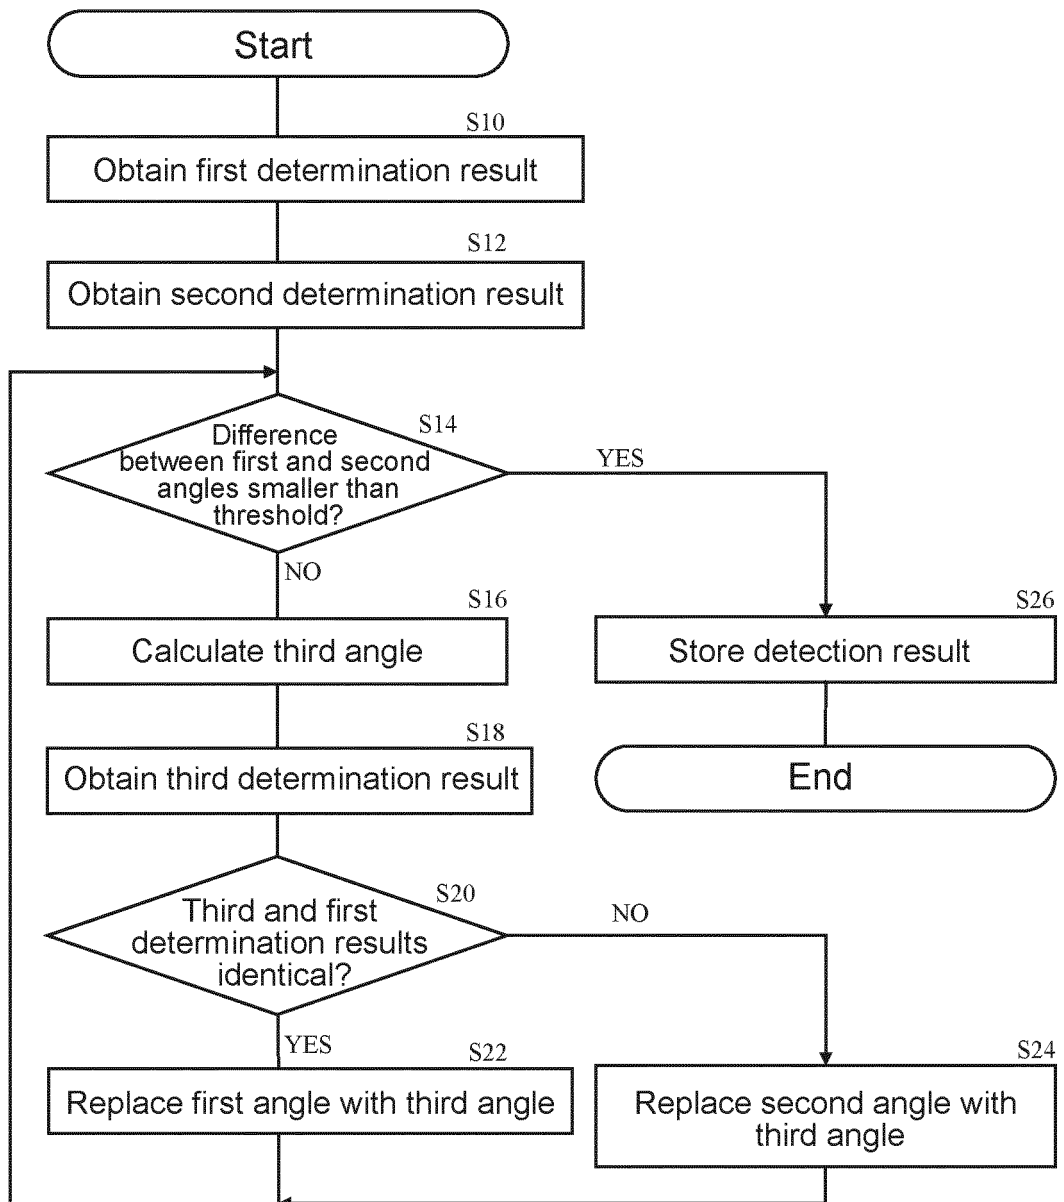 Start
S10
Obtain first determination result
S12
Obtain second determination result
S14
Difference
between first and second
angles smaller than
threshold?
YES
NO
S16
Calculate third angle
S26
Store detection result
S18
Obtain third determination result
End
S20
Third and first
determination results
identical?
NO
YES
S22
Replace first angle with third angle
S24
Replace second angle with
third angle